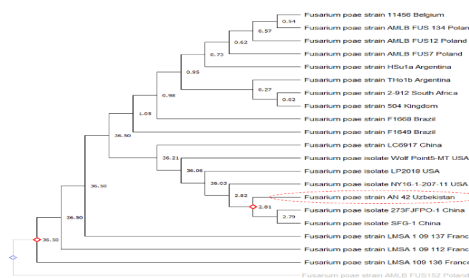 Fusarium poae strain 11456 Belgium
0.54
Fusarium poae strain AMLB FUS 134 Polan
0.62
Fusarium poae strain AMLB FUS12 Poland
0.73
Fusarium poae strain AMLB FUS7 Poland
0.95
Fusarium poae strain HSu1a Argentina
0.98
Fusarium poae strain THo1b Argentina
0.27
Fusarium poae strain 2-912 South Africa
0.02
Fusarium poae strain 504 Kingdom
1.05
Fusarium poae strain F1668 Brazil
36.50
Fusarium poae strain F1649 Brazil
Fusarium poae strain LC6917 China
36.21
Fusarium poae isolate Wolf Point5-MT USA
36.06
Fusarium poae isolate LP2018 USA
36.03
Fusarium poae isolate NY16-1-207-11 USA
36.50
2.82
Fusarium poae strain AN 42 Uzbekistan
2.81
Fusarium poae isolate 273FJFPO-1 China
36.50
2.79
Fusarium poae isolate SFG-1 China
Fusarium poae strain LMSA 1 09 137 Franc
36.50
Fusarium poae strain LMSA 1.09 112 Franc
Fusarium poae strain LMSA 109 136 France
Fusarium poae strain AMLB FUS152 Poland